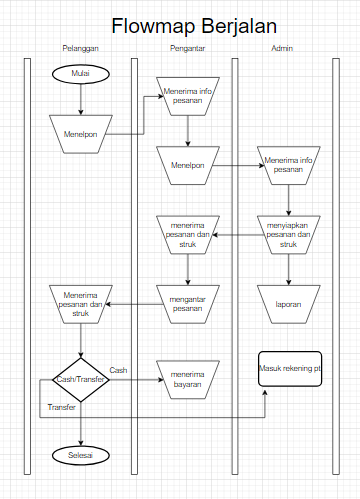 Flowmap Berjalan
Pelanggan
Pengantar
Admin
Mulai
Menerima info
pesanan
Menelpon
Menelpon
Menerima info
pesanan
menerima
pesanan dan
struk
menyiapkan
pesanan dan
struk
Menerima
pesanan dan
struk
mengantar
pesanan
laporan
Cash/Transfer
Cash
menerima
bayaran
Masuk rekening pt
Transfer
Selesai